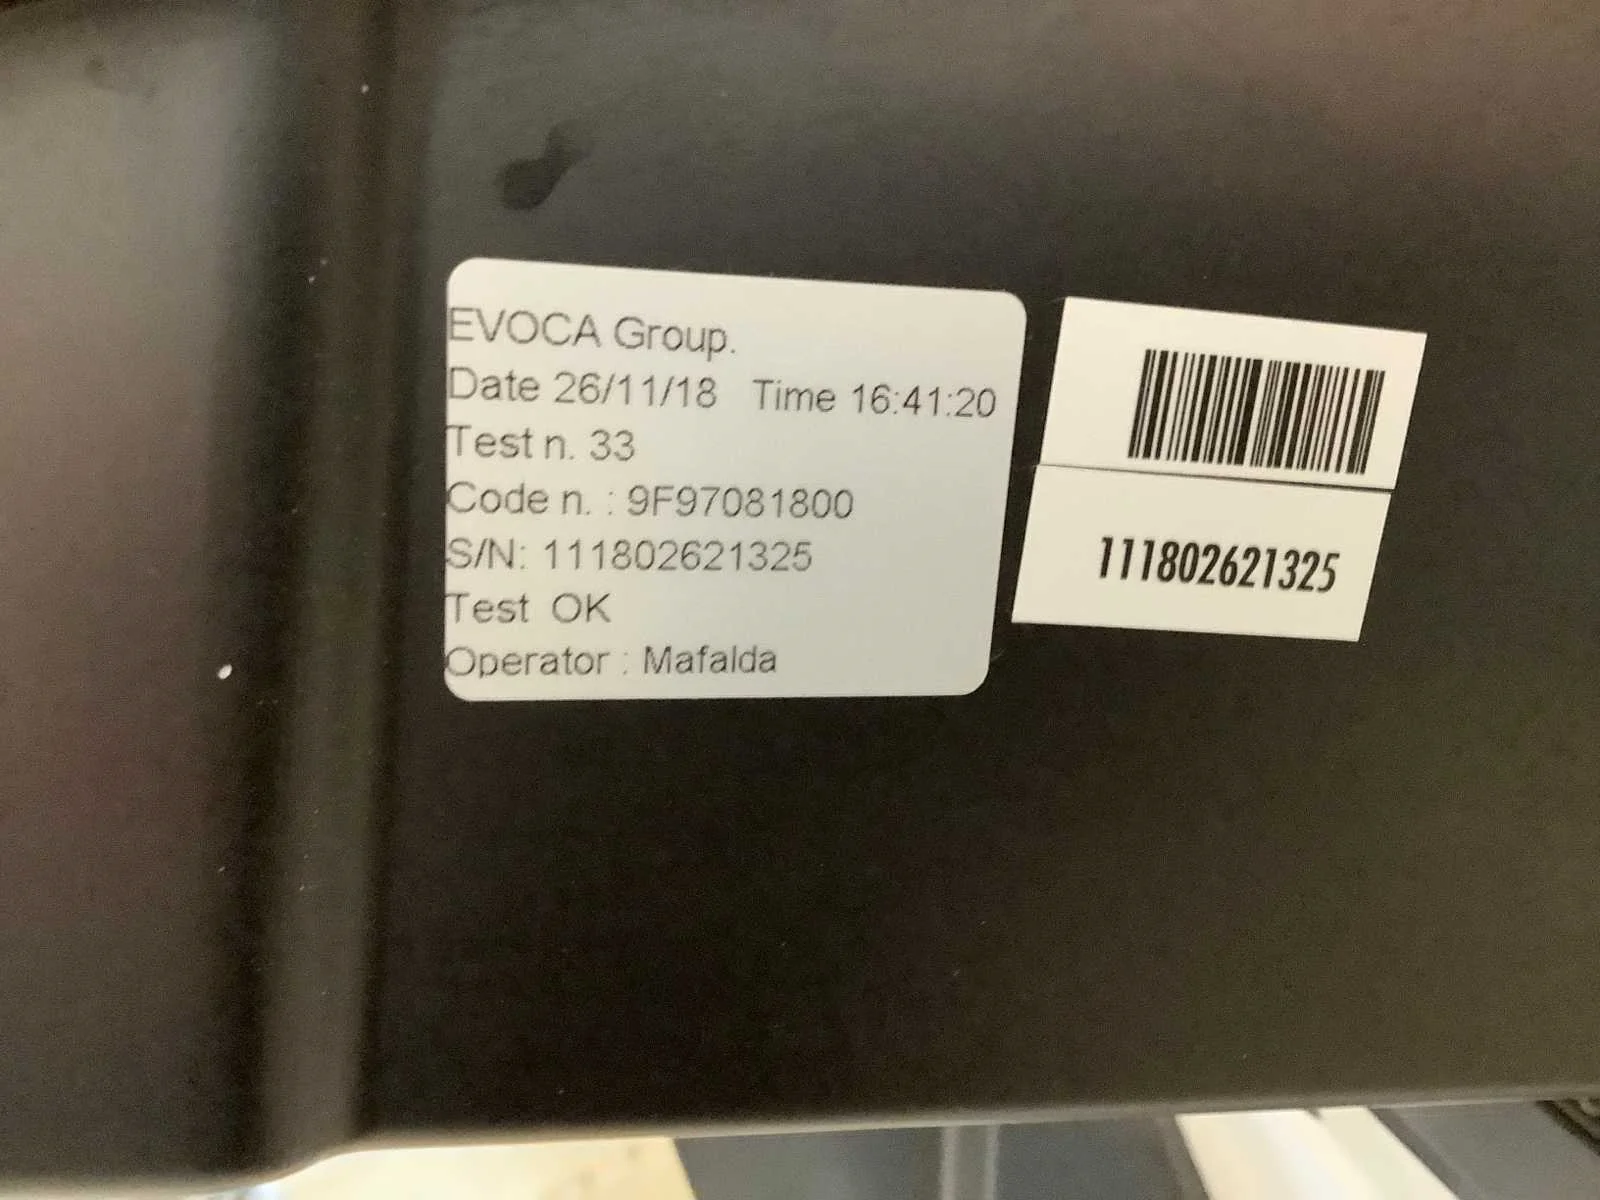 EVOCA Group.
Date 26/11/18 Time 16:41:20
Test n. 33
Code n. : 9F97081800
S/N: 111802621325
Test OK
Operator : Mafalda
111802621325